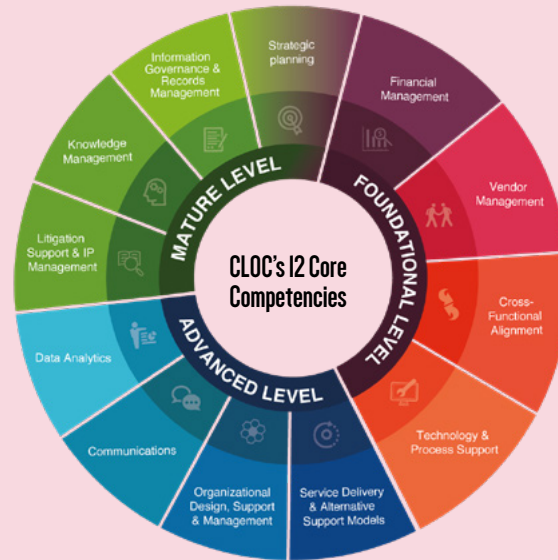 CLOC's 12 Core
Competencies
FOUNDATIONAL LEVEL
ADVANCED LEVEL
MATURE LEVEL
Strategic
planning
Financial
Management
Vendor
Management
Cross-
Functional
Alignment
Technology &
Process Support
Service Delivery
& Alternative
Support Models
Organizational
Design, Support
& Management
Communications
Data Analytics
Litigation
Support & IP
Management
Knowledge
Management
Information
Governance &
Records
Management